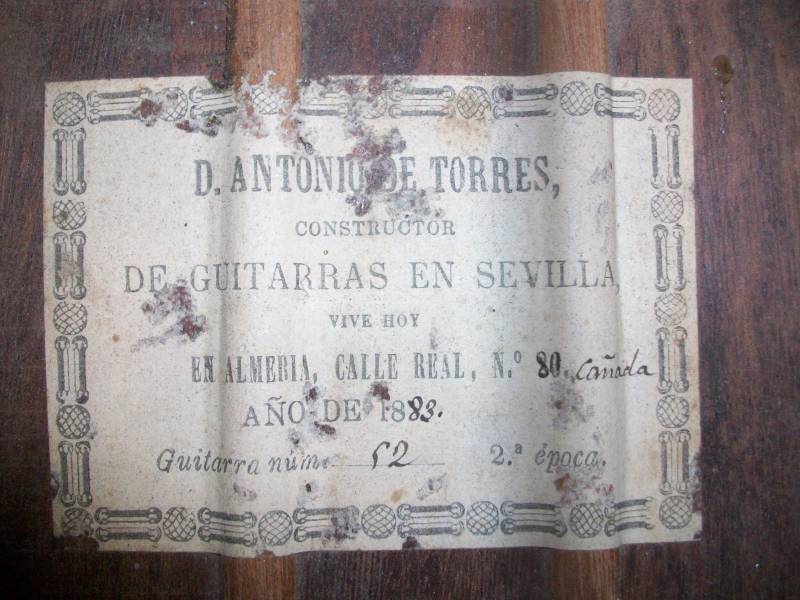 D. ANTONIO DE TORRES,
CONSTRUCTOR
DE GUITARRAS EN SEVILLA,
VIVE HOY
EN ALMERIA, CALLE REAL, N.º 80, Cañada
AÑO DE 1883.
Guitarra núm. 52 2.ª época.